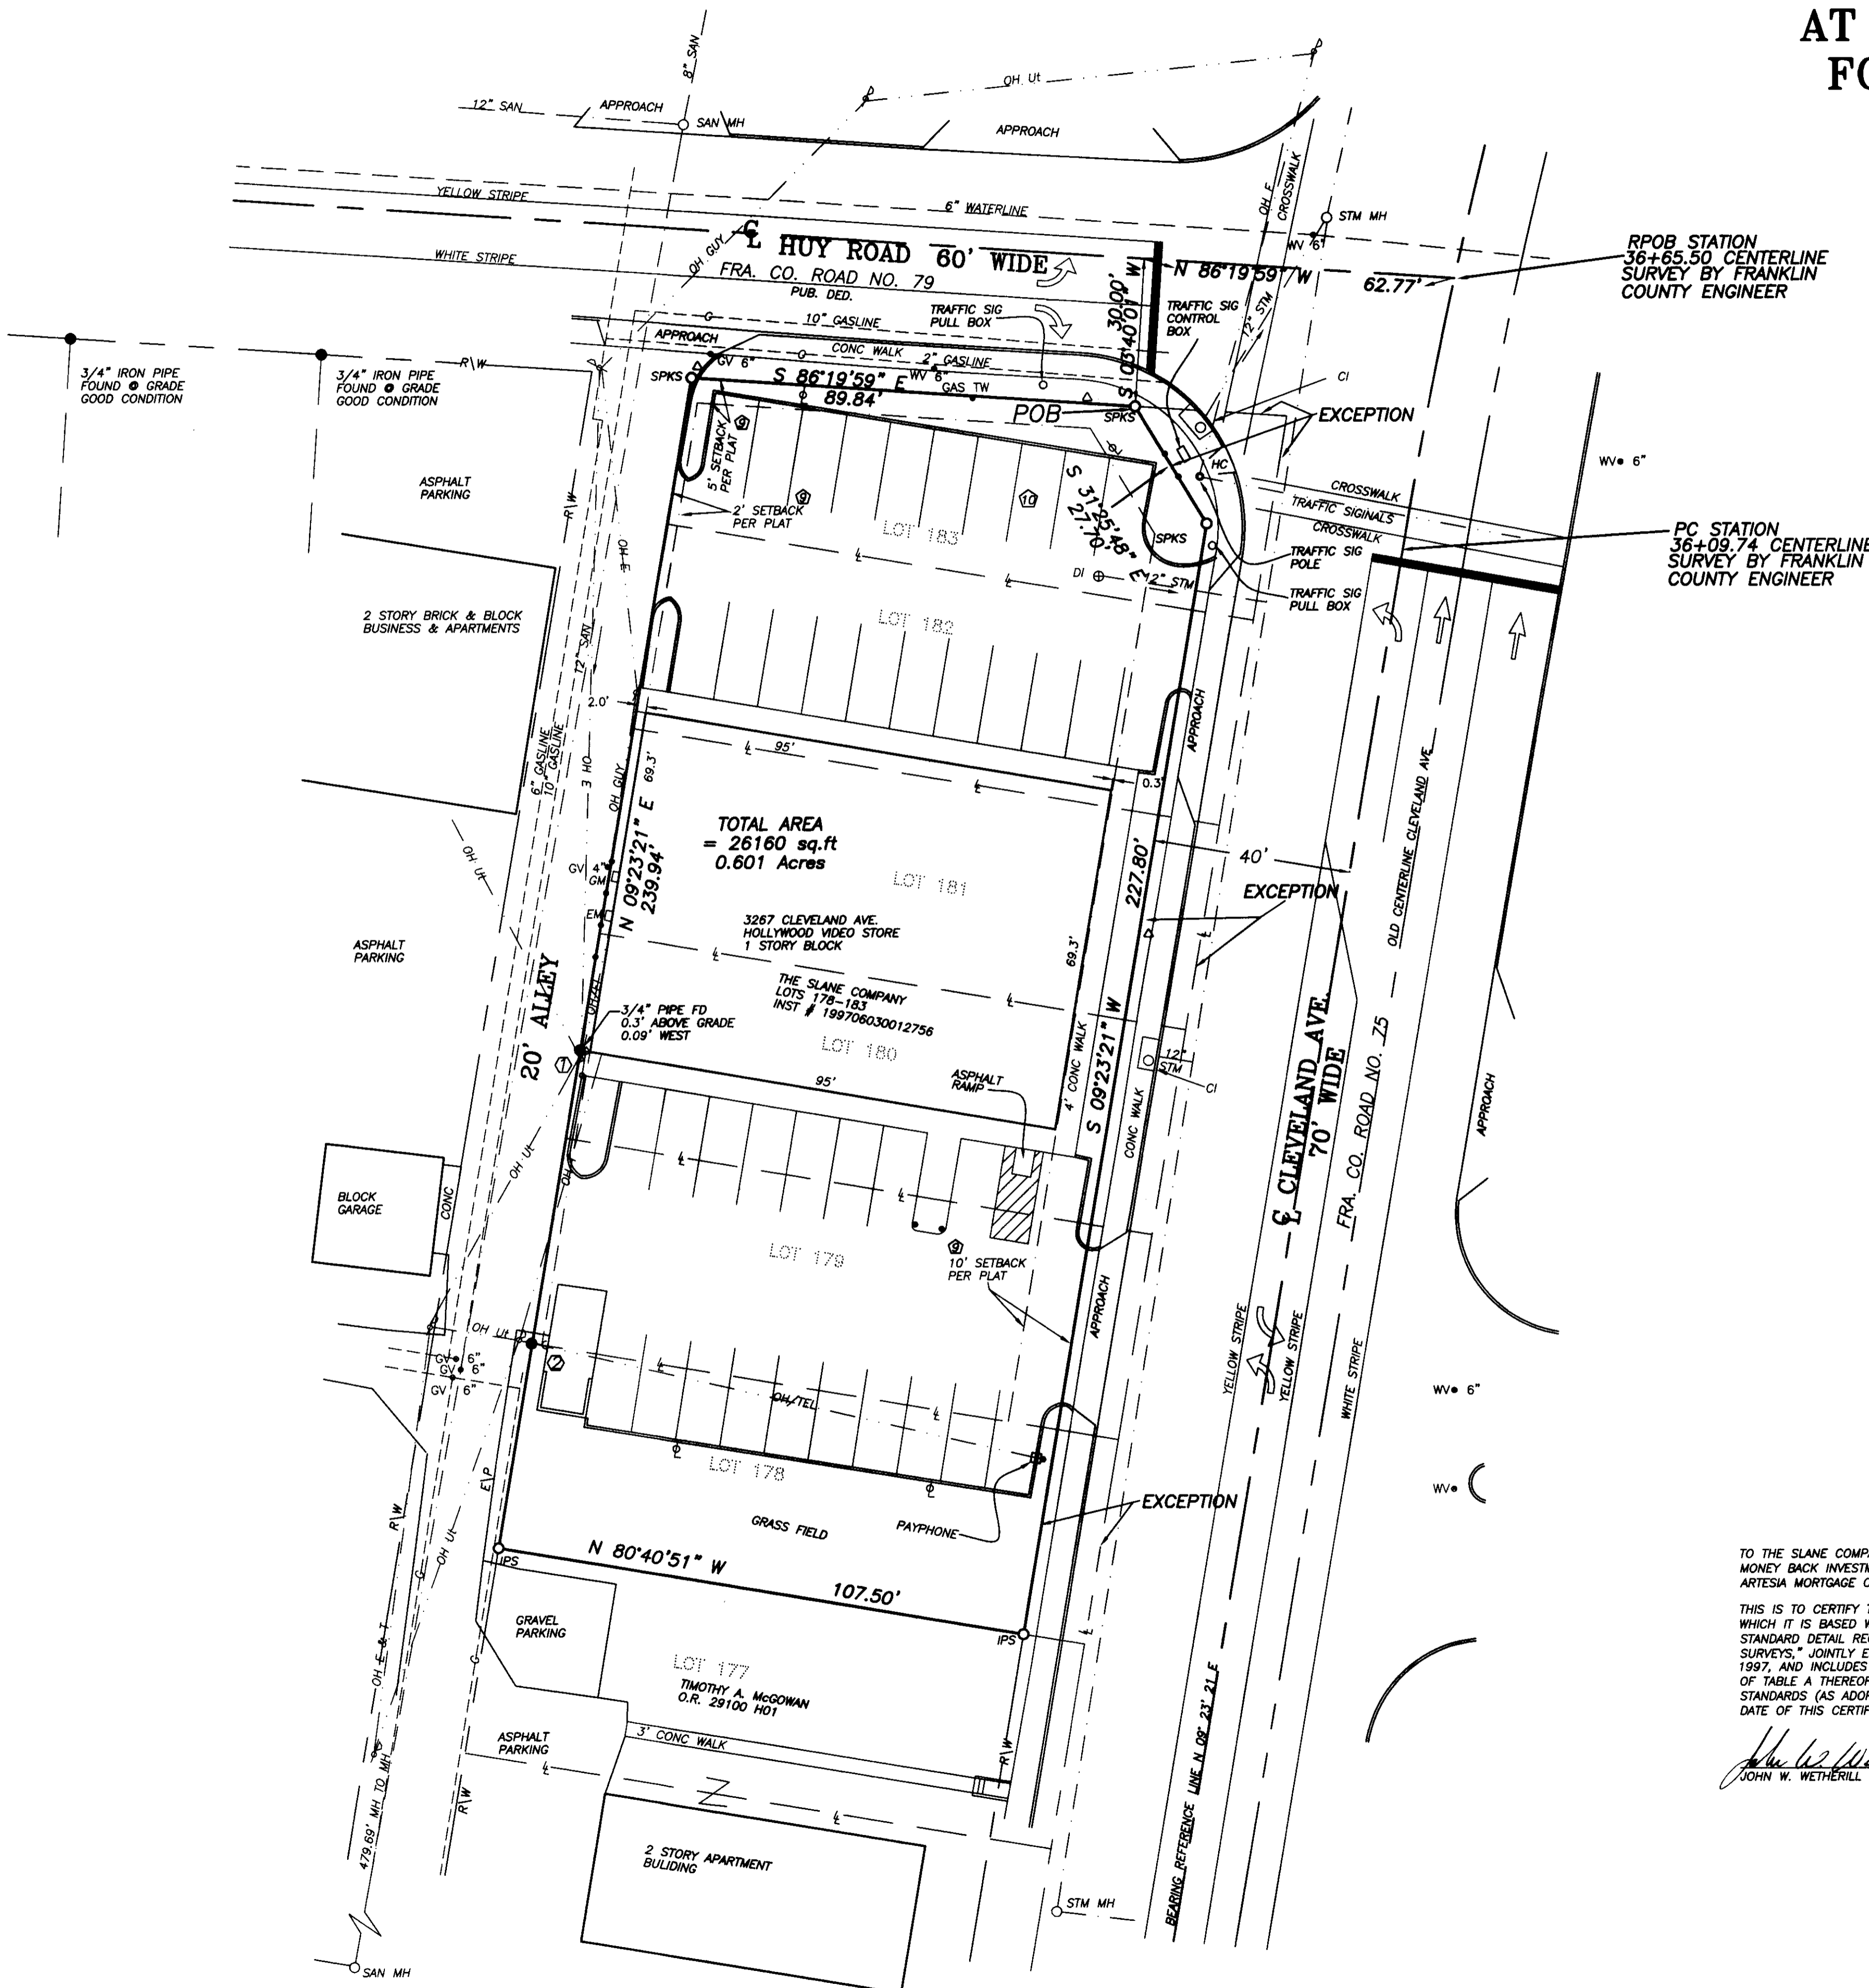 AT
FO
8" SAN
12" SAN
APPROACH
SAN MH
OH Ut
APPROACH
YELLOW STRIPE
6" WATERLINE
OH E
CROSSWALK
STM MH
WV 6"
WHITE STRIPE
OH GUY
℄ HUY ROAD 60' WIDE
FRA. CO. ROAD NO. 79
PUB. DED.
N 86°19'59" W
62.77'
RPOB STATION
36+65.50 CENTERLINE
SURVEY BY FRANKLIN
COUNTY ENGINEER
30.00'
S 03°40'01" W
TRAFFIC SIG
PULL BOX
TRAFFIC SIG
CONTROL
BOX
12" STM
10" GASLINE
APPROACH
CONC WALK
2" GASLINE
GV 6"
WV 6"
GAS TW
R\W
3/4" IRON PIPE
FOUND @ GRADE
GOOD CONDITION
3/4" IRON PIPE
FOUND @ GRADE
GOOD CONDITION
SPKS
S 86°19'59" E
89.84'
POB
SPKS
CI
EXCEPTION
HC
WV 6"
5' SETBACK
PER PLAT
9
9
10
2' SETBACK
PER PLAT
ASPHALT
PARKING
R\W
OH E
LOT 183
S 31°25'48" E
27.70'
SPKS
CROSSWALK
TRAFFIC SIGINALS
CROSSWALK
PC STATION
36+09.74 CENTERLINE
SURVEY BY FRANKLIN
COUNTY ENGINEER
TRAFFIC SIG
POLE
DI
12" STM
TRAFFIC SIG
PULL BOX
2 STORY BRICK & BLOCK
BUSINESS & APARTMENTS
12" SAN
LOT 182
2.0'
APPROACH
6" GASLINE
10" GASLINE
OH E
OH GUY
69.3'
95'
0.3'
TOTAL AREA
= 26160 sq.ft
0.601 Acres
N 09°23'21" E
239.94'
227.80'
40'
OLD CENTERLINE CLEVELAND AVE
OH Ut
GV 4"
GM
EM
LOT 181
EXCEPTION
3267 CLEVELAND AVE.
HOLLYWOOD VIDEO STORE
1 STORY BLOCK
ASPHALT
PARKING
69.3'
20' ALLEY
THE SLANE COMPANY
LOTS 178-183
INST # 199706030012756
3/4" PIPE FD
0.3' ABOVE GRADE
0.09' WEST
1
LOT 180
95'
ASPHALT
RAMP
4' CONC WALK
S 09°23'21" W
12"
STM
CI
CONC WALK
℄ CLEVELAND AVE.
70' WIDE
FRA. CO. ROAD NO. 75
APPROACH
BLOCK
GARAGE
CONC
OH Ut
LOT 179
9
10' SETBACK
PER PLAT
APPROACH
OH Ut
GV 6"
GV 6"
GV 6"
2
OH/TEL
YELLOW STRIPE
YELLOW STRIPE
WHITE STRIPE
WV 6"
LOT 178
E\P
R\W
OH Ut
GRASS FIELD
PAYPHONE
EXCEPTION
WV
IPS
N 80°40'51" W
107.50'
IPS
GRAVEL
PARKING
LOT 177
TIMOTHY A. McGOWAN
O.R. 29100 H01
OH E & T
ASPHALT
PARKING
3' CONC WALK
R\W
R\W
479.69' MH TO MH
2 STORY APARTMENT
BULIDING
STM MH
BEARING REFERENCE LINE N 09° 23' 21 E
SAN MH
TO THE SLANE COMP
MONEY BACK INVEST
ARTESIA MORTGAGE C
THIS IS TO CERTIFY T
WHICH IT IS BASED W
STANDARD DETAIL RE
SURVEYS," JOINTLY E
1997, AND INCLUDES
OF TABLE A THEREOF
STANDARDS (AS ADO
DATE OF THIS CERTIF
JOHN W. WETHERILL